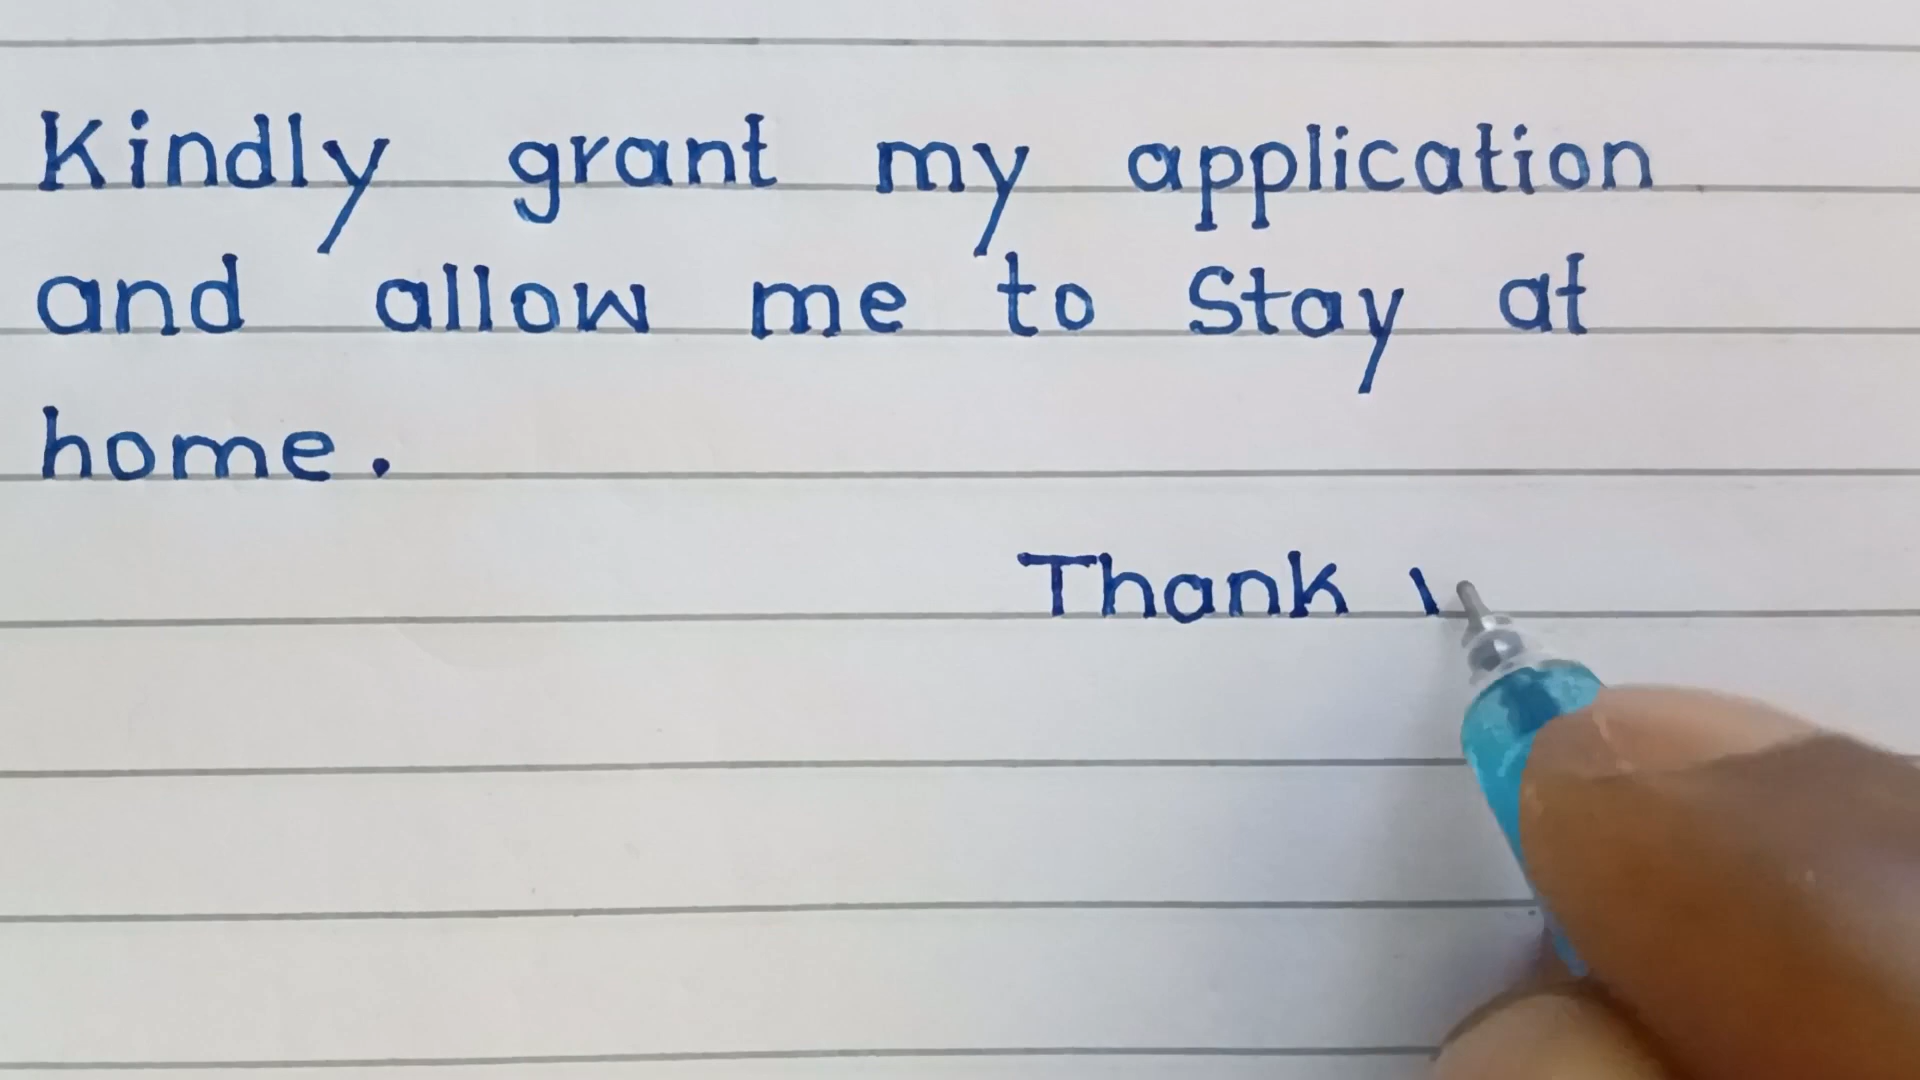 Kindly grant my application
and allow me to Stay at
home.
Thank